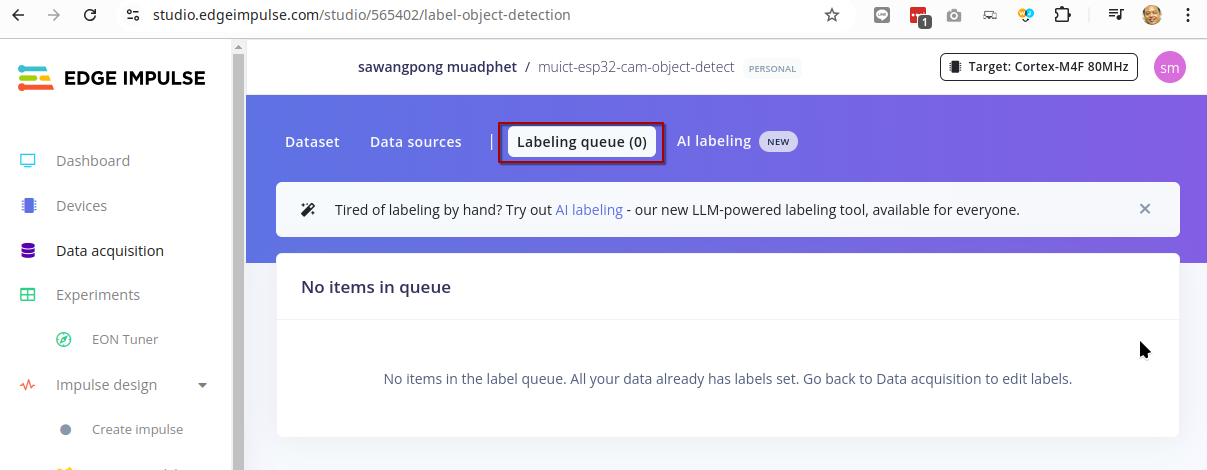 studio.edgeimpulse.com/studio/565402/label-object-detection
1
EDGE IMPULSE
sawangpong muadphet / muict-esp32-cam-object-detect PERSONAL
Target: Cortex-M4F 80MHz
sm
Dataset
Data sources
Labeling queue (0)
AI labeling NEW
Dashboard
Devices
Data acquisition
Experiments
EON Tuner
Impulse design
Create impulse
Tired of labeling by hand? Try out AI labeling - our new LLM-powered labeling tool, available for everyone.
No items in queue
No items in the label queue. All your data already has labels set. Go back to Data acquisition to edit labels.